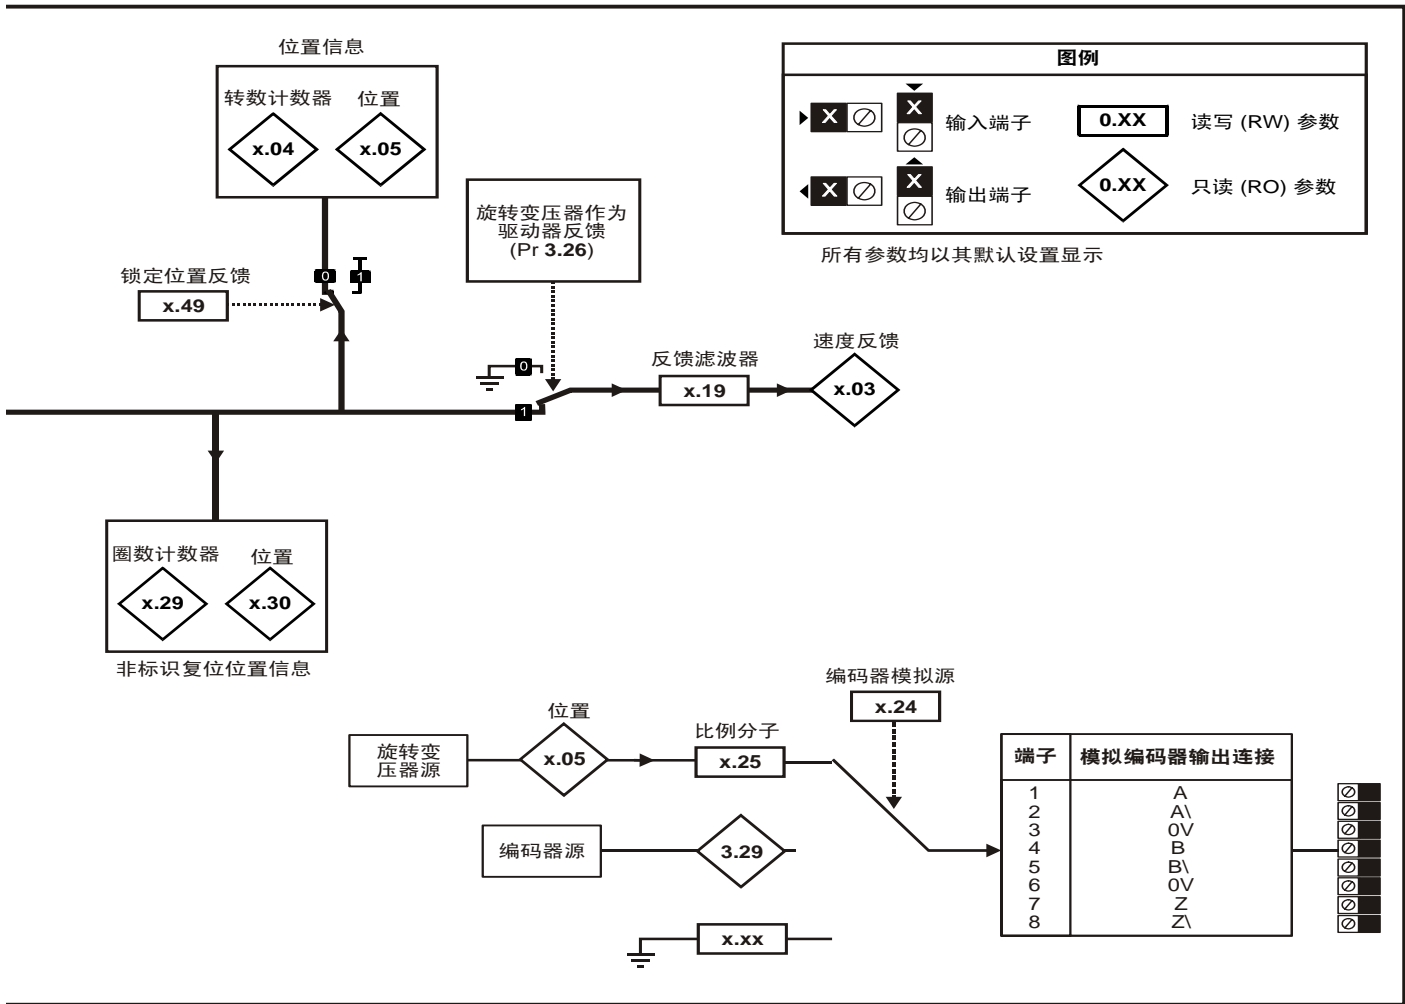 位置信息
转数计数器 位置
x.04 x.05
图例
X
X
输入端子
0.XX
读写 (RW) 参数
X
X
输出端子
0.XX
只读 (RO) 参数
所有参数均以其默认设置显示
旋转变压器作为
驱动器反馈
(Pr 3.26)
锁定位置反馈
x.49
0 1
0
1
反馈滤波器
x.19
速度反馈
x.03
圈数计数器 位置
x.29 x.30
非标识复位位置信息
编码器模拟源
x.24
旋转变
压器源
位置
x.05
比例分子
x.25
编码器源
3.29
x.xx
端子 模拟编码器输出连接
1 A
2 A\
3 0V
4 B
5 B\
6 0V
7 Z
8 Z\